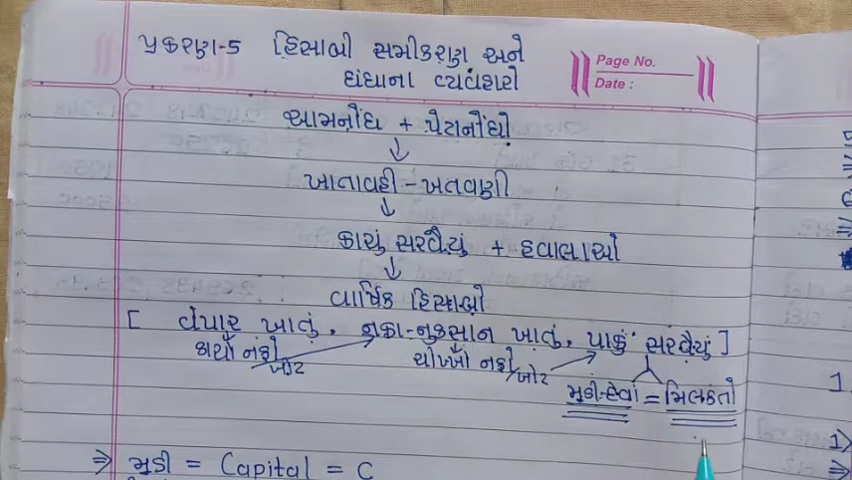 પ્રકરણ-5 હિસાબી સમીકરણ અને
ધંધાના વ્યવહારો
Page No.
Date :
આમનોંધ + પેટાનોંધો
↓
ખાતાવહી - ખતવણી
↓
કાચું સરવૈયું + હવાલાઓ
↓
વાર્ષિક હિસાબો
[ વેપાર ખાતું, નફા-નુકસાન ખાતું, પાકું સરવૈયું ]
કાચો નફો/ખોટ ચોખ્ખો નફો/ખોટ
મુડી-દેવાં = મિલકતો
⇒ મુડી = Capital = C